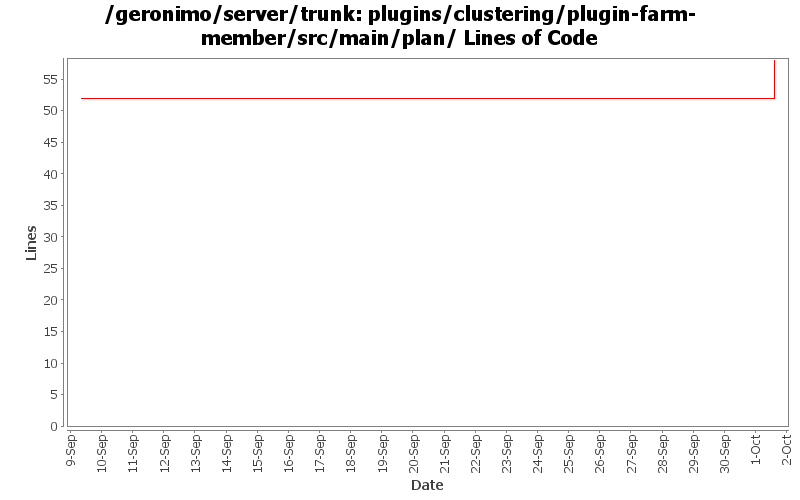 /geronimo/server/trunk: plugins/clustering/plugin-farm-
member/src/main/plan/ Lines of Code
55
50
45
40
35
30
25
20
15
10
5
0
Lines
9-Sep
10-Sep
11-Sep
12-Sep
13-Sep
14-Sep
15-Sep
16-Sep
17-Sep
18-Sep
19-Sep
20-Sep
21-Sep
22-Sep
23-Sep
24-Sep
25-Sep
26-Sep
27-Sep
28-Sep
29-Sep
30-Sep
1-Oct
2-Oct
Date